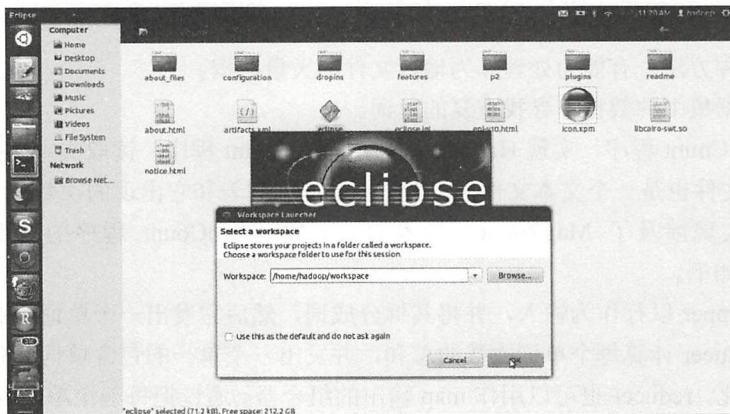 Eclipse
11:20 AM
hadoop
Computer
Home
Desktop
Documents
Downloads
Music
Pictures
Videos
File System
Trash
Network
Browse Net...
about_files
configuration
dropins
features
p2
plugins
readme
about.html
artifacts.xml
eclipse
eclipse.ini
icon.xpm
libcairo-swt.so
notice.html
eclipse
Workspace Launcher
Select a workspace
Eclipse stores your projects in a folder called a workspace.
Choose a workspace folder to use for this session.
Workspace: /home/hadoop/workspace
Browse...
Use this as the default and do not ask again
Cancel
OK
"eclipse" selected (71.2 kB), Free space: 212.2 GB